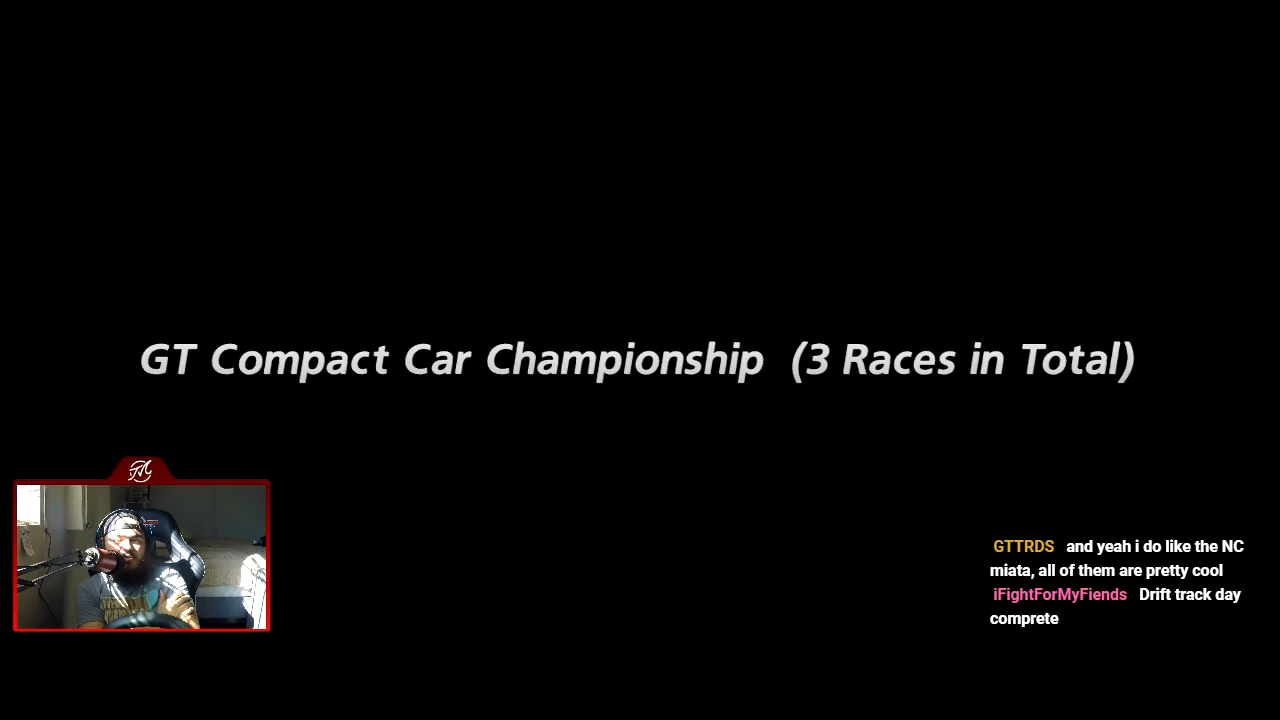 GT Compact Car Championship (3 Races in Total)
GTTRDS and yeah i do like the NC
miata, all of them are pretty cool
iFightForMyFiends Drift track day
comprete